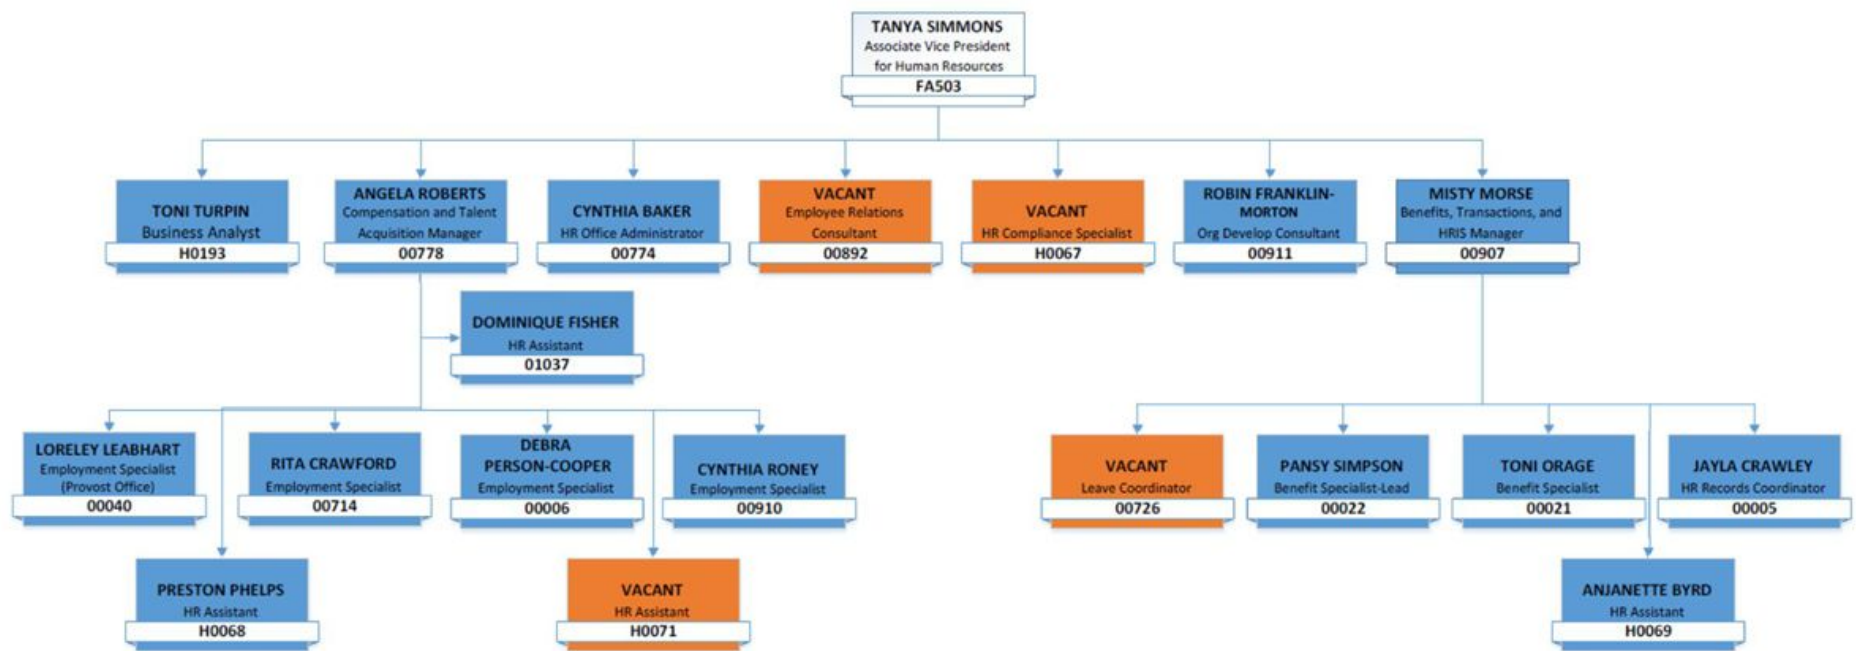 TANYA SIMMONS
Associate Vice President
for Human Resources
FA503
TONI TURPIN
Business Analyst
H0193
ANGELA ROBERTS
Compensation and Talent
Acquisition Manager
00778
CYNTHIA BAKER
HR Office Administrator
00774
VACANT
Employee Relations
Consultant
00892
VACANT
HR Compliance Specialist
H0067
ROBIN FRANKLIN-
MORTON
Org Develop Consultant
00911
MISTY MORSE
Benefits, Transactions, and
HRIS Manager
00907
DOMINIQUE FISHER
HR Assistant
01037
LORELEY LEABHART
Employment Specialist
(Provost Office)
00040
RITA CRAWFORD
Employment Specialist
00714
DEBRA
PERSON-COOPER
Employment Specialist
00006
CYNTHIA RONEY
Employment Specialist
00910
VACANT
Leave Coordinator
00726
PANSY SIMPSON
Benefit Specialist-Lead
00022
TONI ORAGE
Benefit Specialist
00021
JAYLA CRAWLEY
HR Records Coordinator
00005
PRESTON PHELPS
HR Assistant
H0068
VACANT
HR Assistant
H0071
ANJANETTE BYRD
HR Assistant
H0069